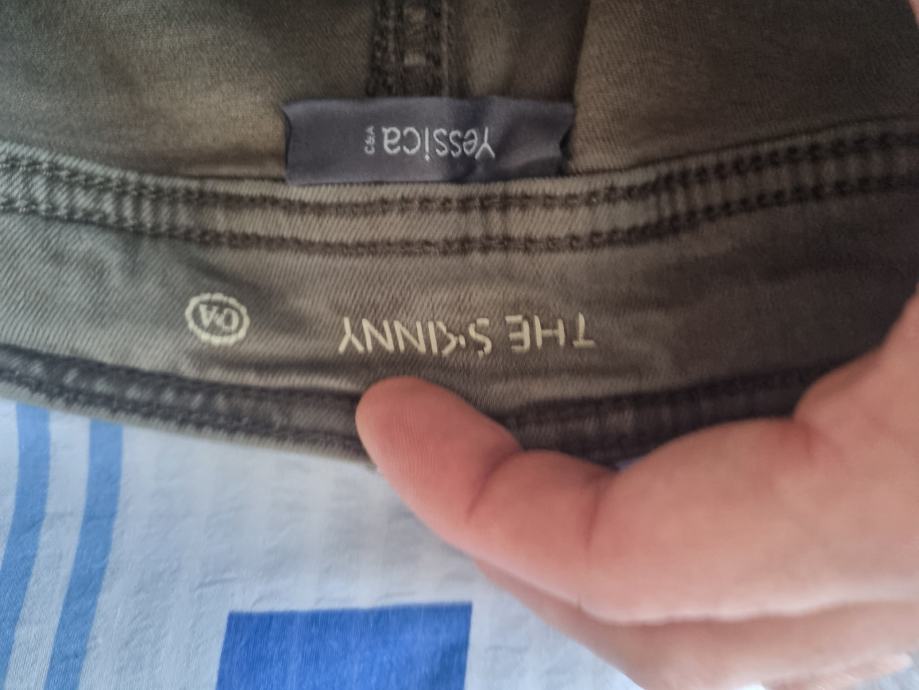 Yessica
C&A
THE SKINNY
C&A